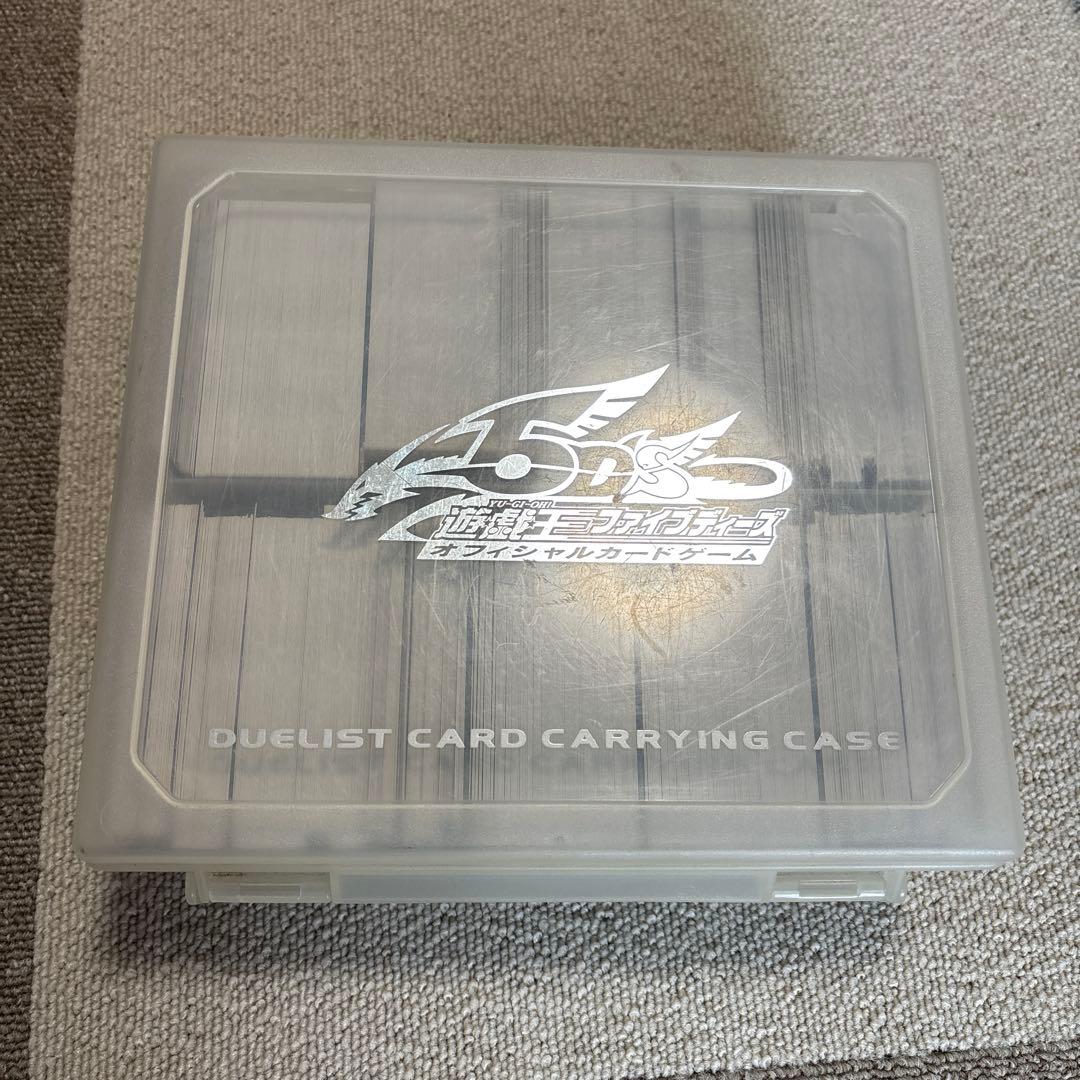 5D's
YU-GI-OH!
遊戯王ファイブディーズ
オフィシャルカードゲーム
DUELIST CARD CARRYING CASE